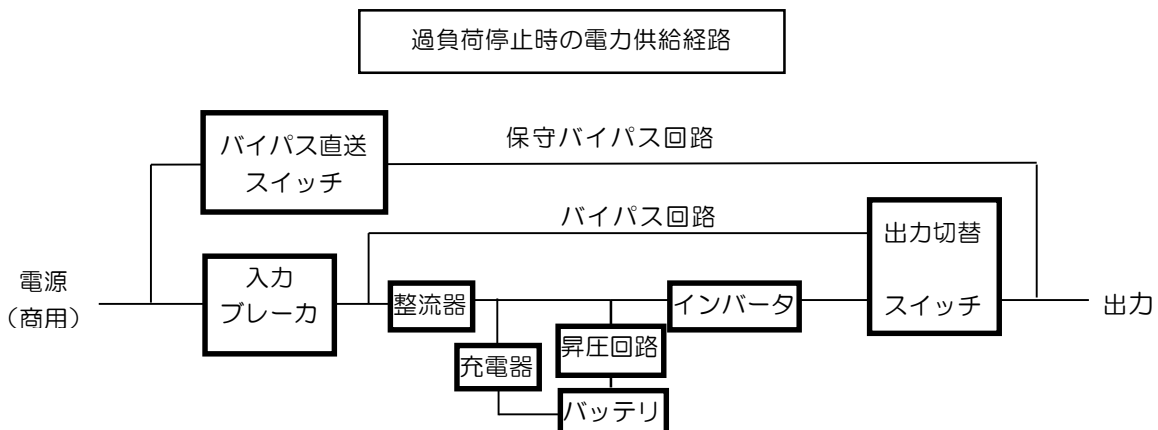 過負荷停止時の電力供給経路
バイパス直送
スイッチ
保守バイパス回路
バイパス回路
出力切替
スイッチ
電源
（商用）
入力
ブレーカ
整流器
インバータ
出力
充電器
昇圧回路
バッテリ